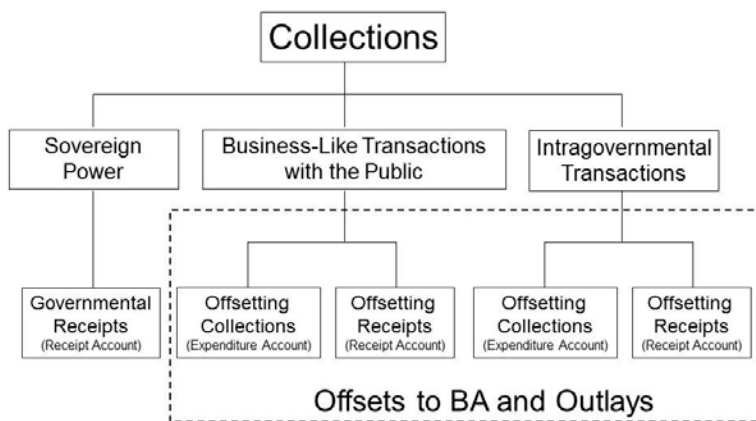 Collections
Sovereign
Power
Business-Like Transactions
with the Public
Intragovernmental
Transactions
Governmental
Receipts
(Receipt Account)
Offsetting
Collections
(Expenditure Account)
Offsetting
Receipts
(Receipt Account)
Offsetting
Collections
(Expenditure Account)
Offsetting
Receipts
(Receipt Account)
Offsets to BA and Outlays